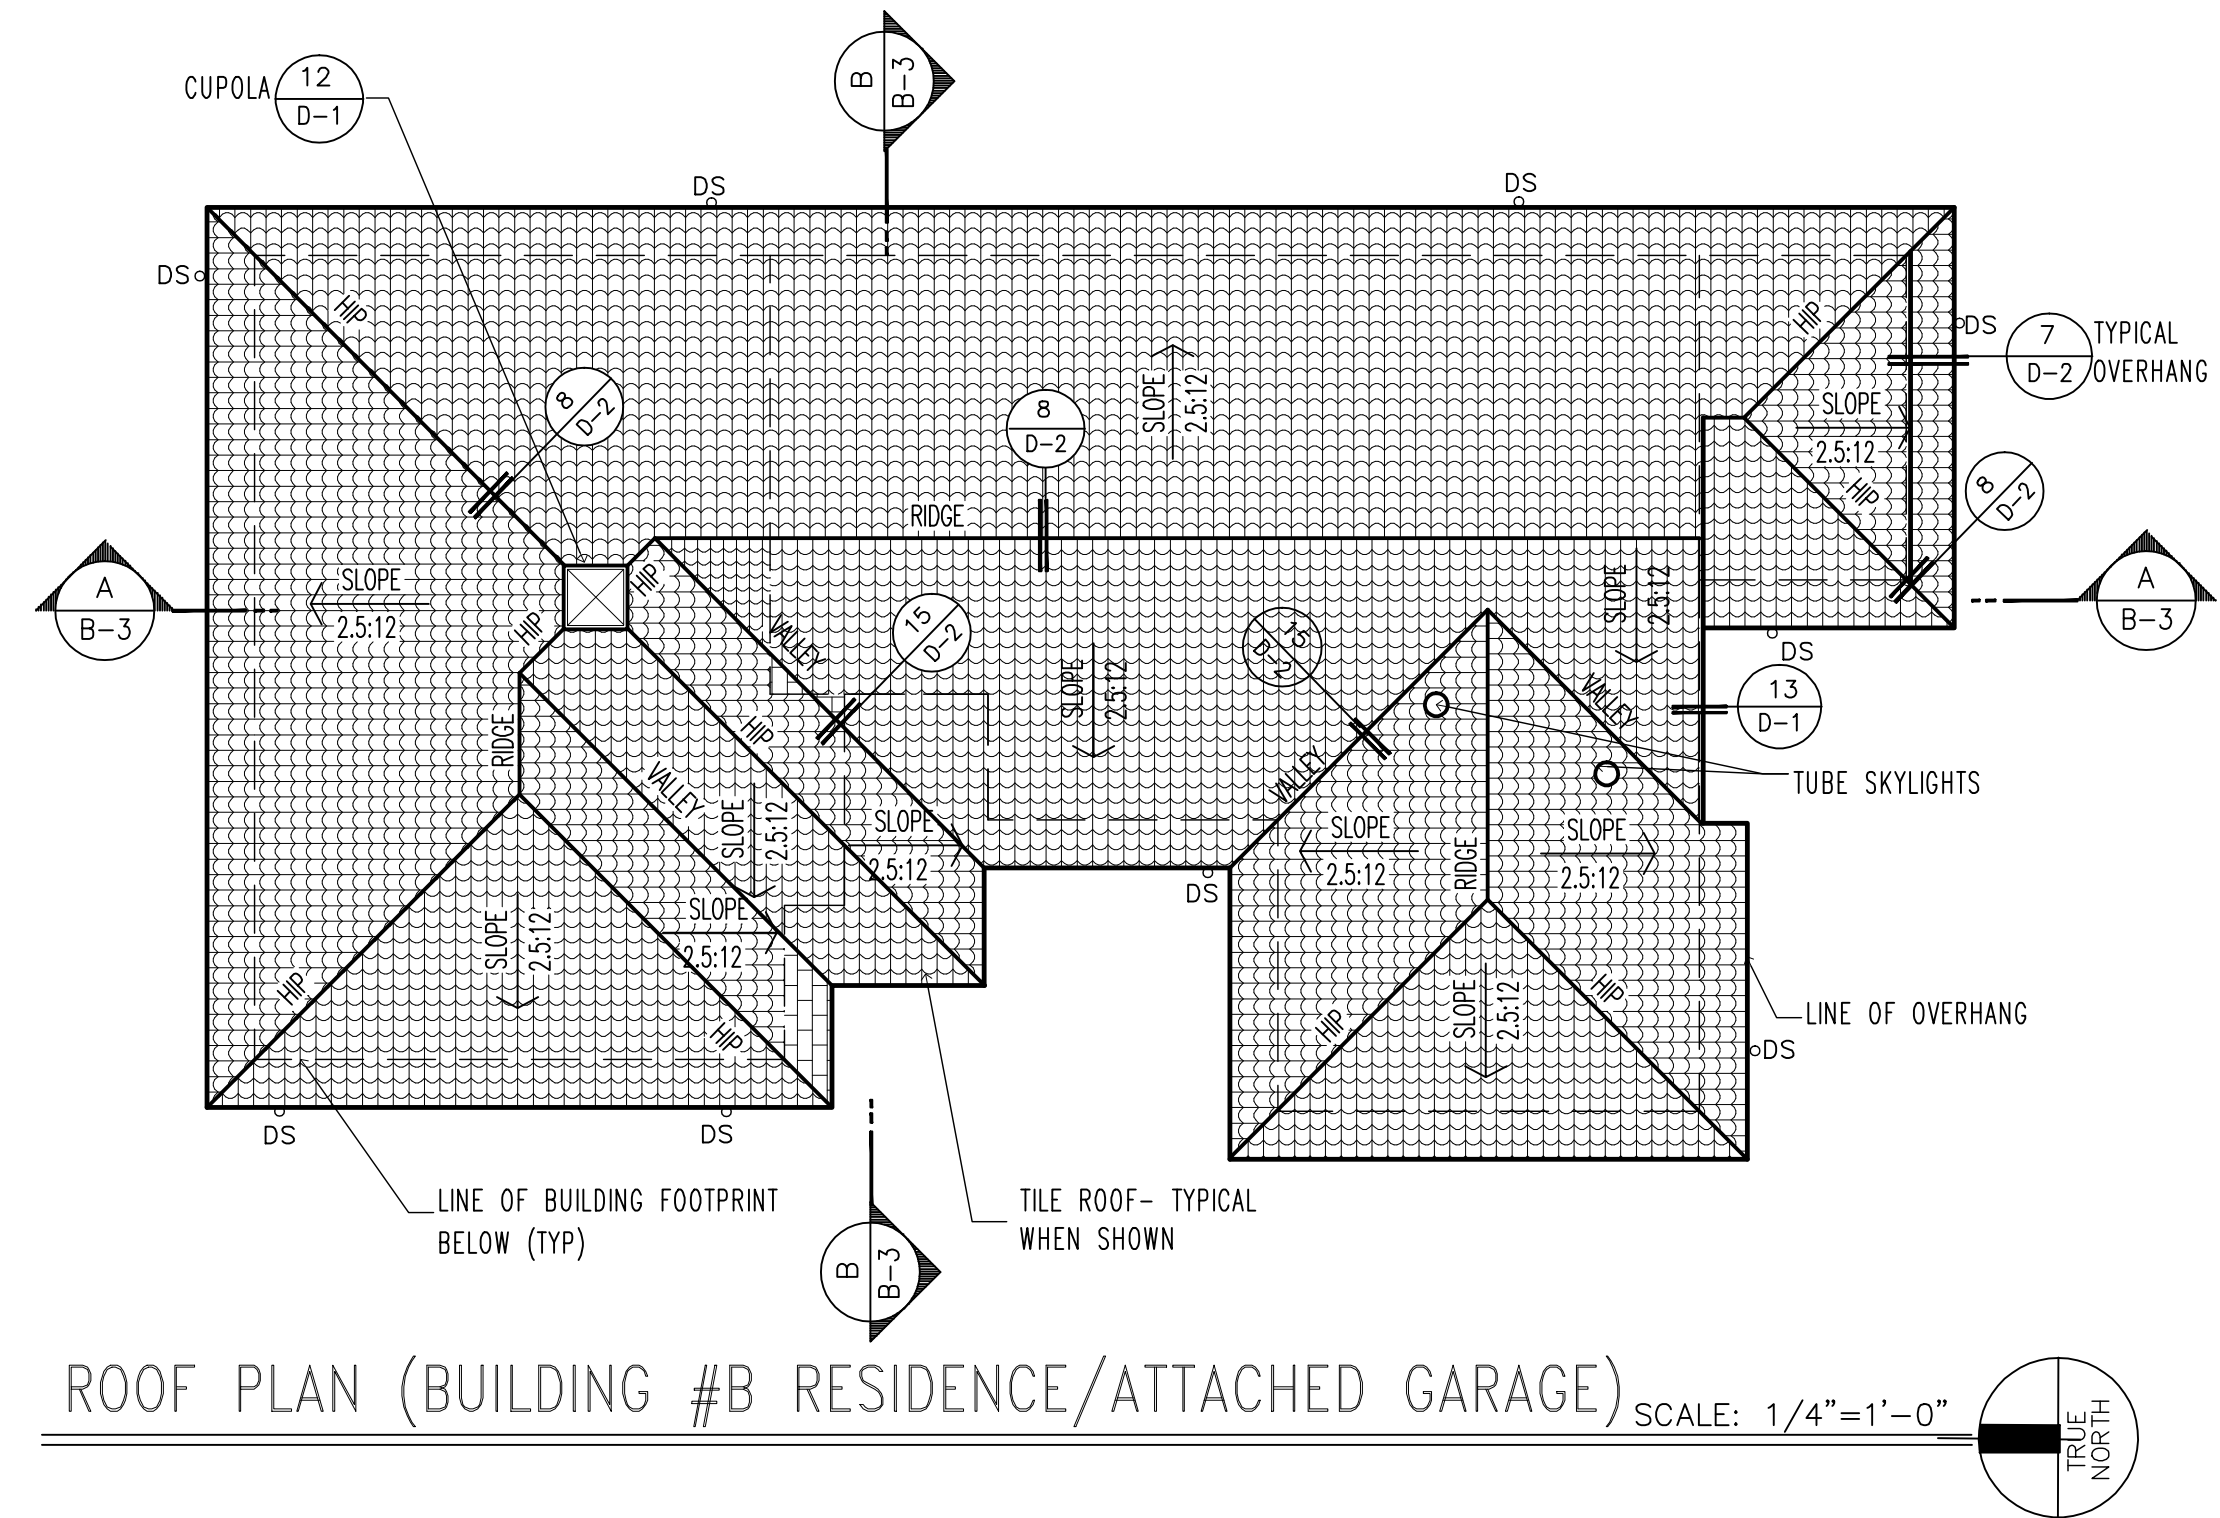 B
B-3
CUPOLA
12
D-1
DS
DS
DS
HIP
HIP
DS
7
D-2
TYPICAL
OVERHANG
8
D-2
8
D-2
SLOPE
2.5:12
SLOPE
2.5:12
HIP
8
D-2
RIDGE
A
B-3
SLOPE
2.5:12
HIP
HIP
VALLEY
15
D-2
15
D-2
SLOPE
2.5:12
A
B-3
DS
SLOPE
2.5:12
RIDGE
HIP
VALLEY
VALLEY
13
D-1
TUBE SKYLIGHTS
VALLEY
SLOPE
2.5:12
SLOPE
2.5:12
VALLEY
SLOPE
2.5:12
RIDGE
SLOPE
2.5:12
DS
SLOPE
2.5:12
SLOPE
2.5:12
HIP
HIP
HIP
SLOPE
2.5:12
HIP
LINE OF OVERHANG
DS
DS
DS
LINE OF BUILDING FOOTPRINT
BELOW (TYP)
TILE ROOF- TYPICAL
WHEN SHOWN
B
B-3
ROOF PLAN (BUILDING #B RESIDENCE/ATTACHED GARAGE)
SCALE: 1/4"=1'-0"
TRUE
NORTH